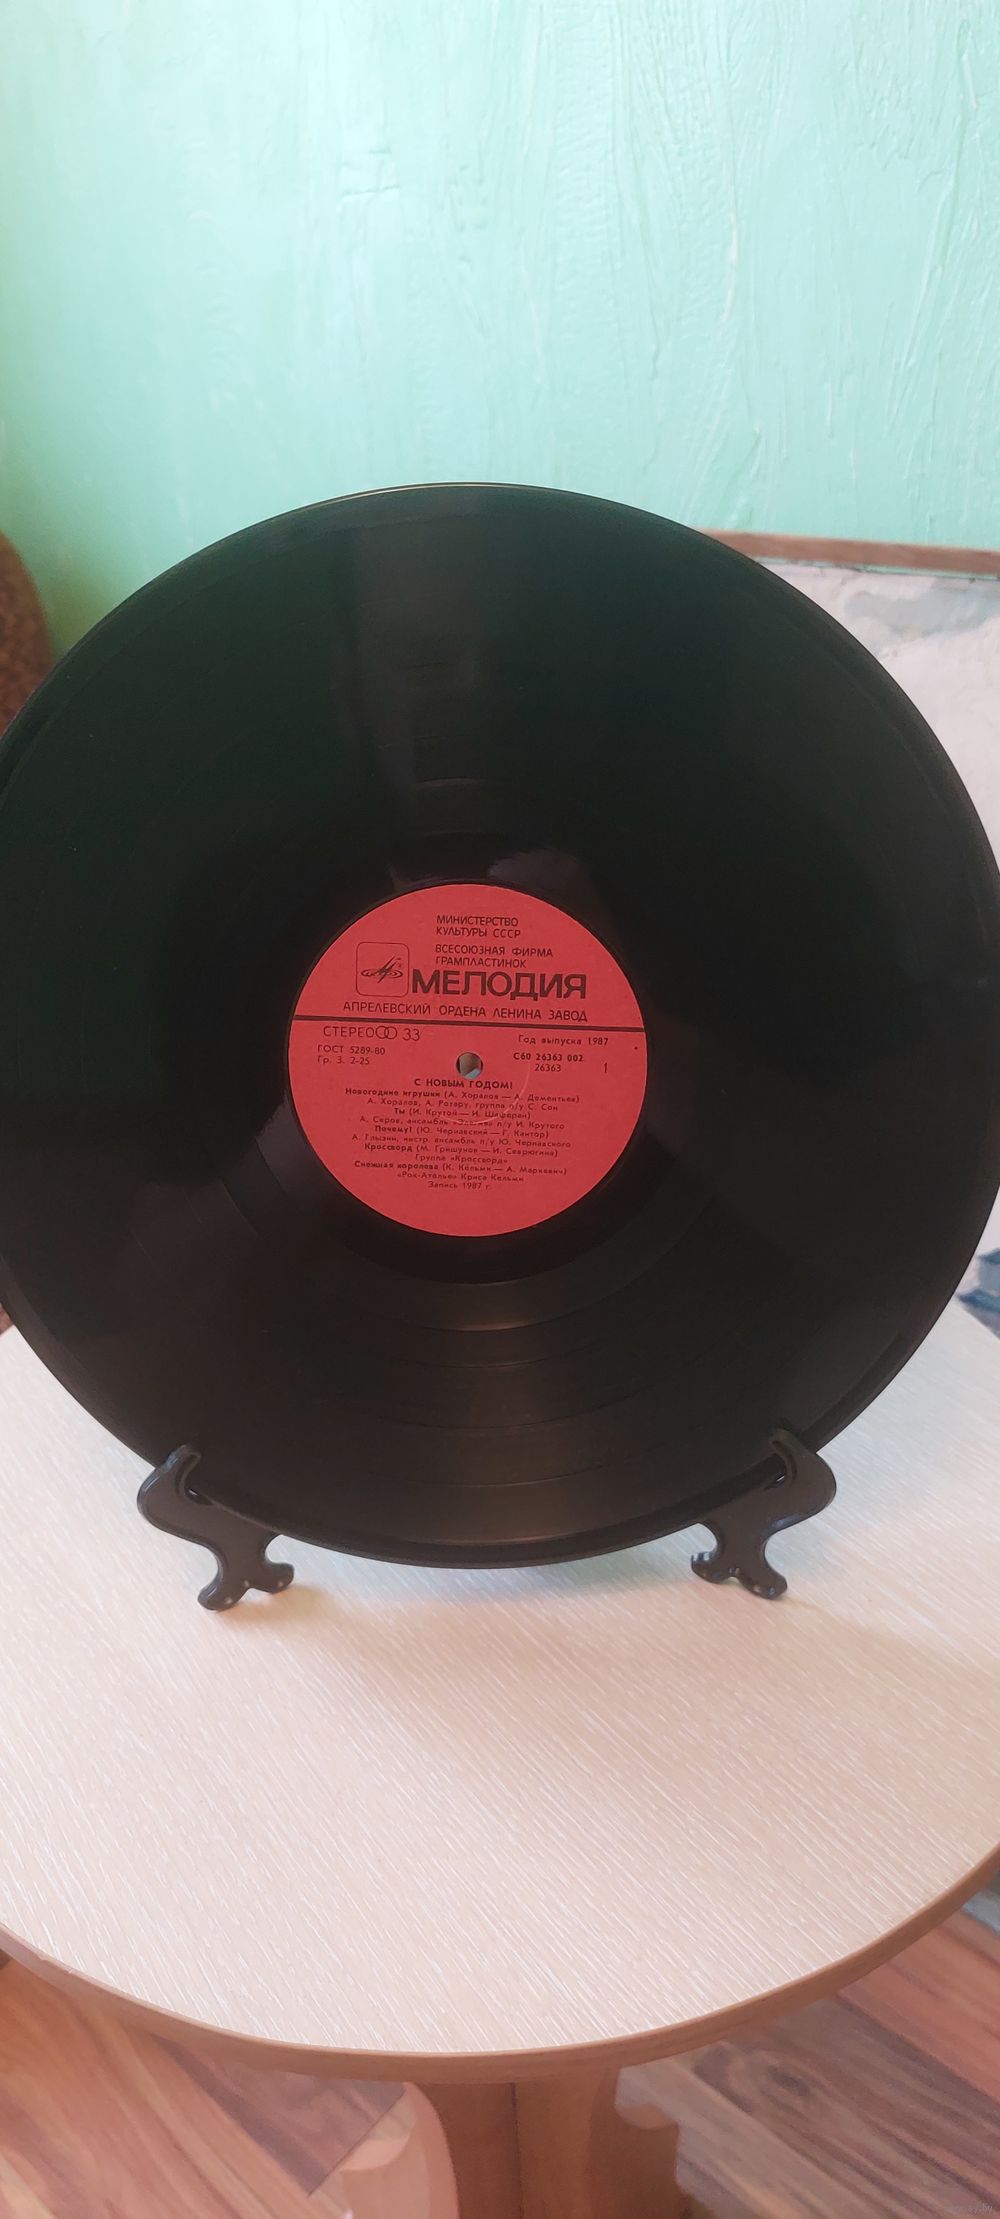 МИНИСТЕРСТВО
КУЛЬТУРЫ СССР
ВСЕСОЮЗНАЯ ФИРМА
ГРАМПЛАСТИНОК
МЕЛОДИЯ
АПРЕЛЕВСКИЙ ОРДЕНА ЛЕНИНА ЗАВОД
СТЕРЕО 33
Год выпуска 1987
ГОСТ 5289-80
Гр. 3. 2-25
С60 26363 002
26363
1
С НОВЫМ ГОДОМ!
Новогодние игрушки (А. Хоралов — А. Дементьев)
А. Хоралов, А. Ротару, группа п/у С. Сон
Ты (И. Крутой — И. Шаферан)
А. Серов, ансамбль «Элегия» п/у И. Крутого
Почему! (Ю. Чернавский — Г. Кантор)
А. Глызин, инстр. ансамбль п/у Ю. Чернавского
Кроссворд (М. Гришунов — И. Севрюгина)
Группа «Кроссворд»
Снежная королева (К. Кельми — А. Маркевич)
«Рок-Ателье» Криса Кельми
Запись 1987 г.